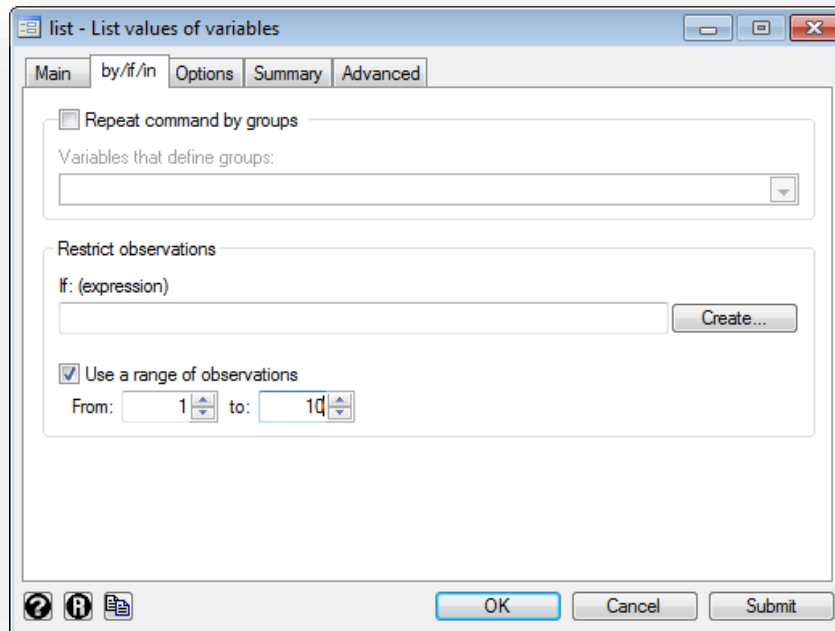 list - List values of variables
Main by/if/in Options Summary Advanced
Repeat command by groups
Variables that define groups:
Restrict observations
If: (expression)
Create...
Use a range of observations
From: 1 to: 10
? R OK Cancel Submit